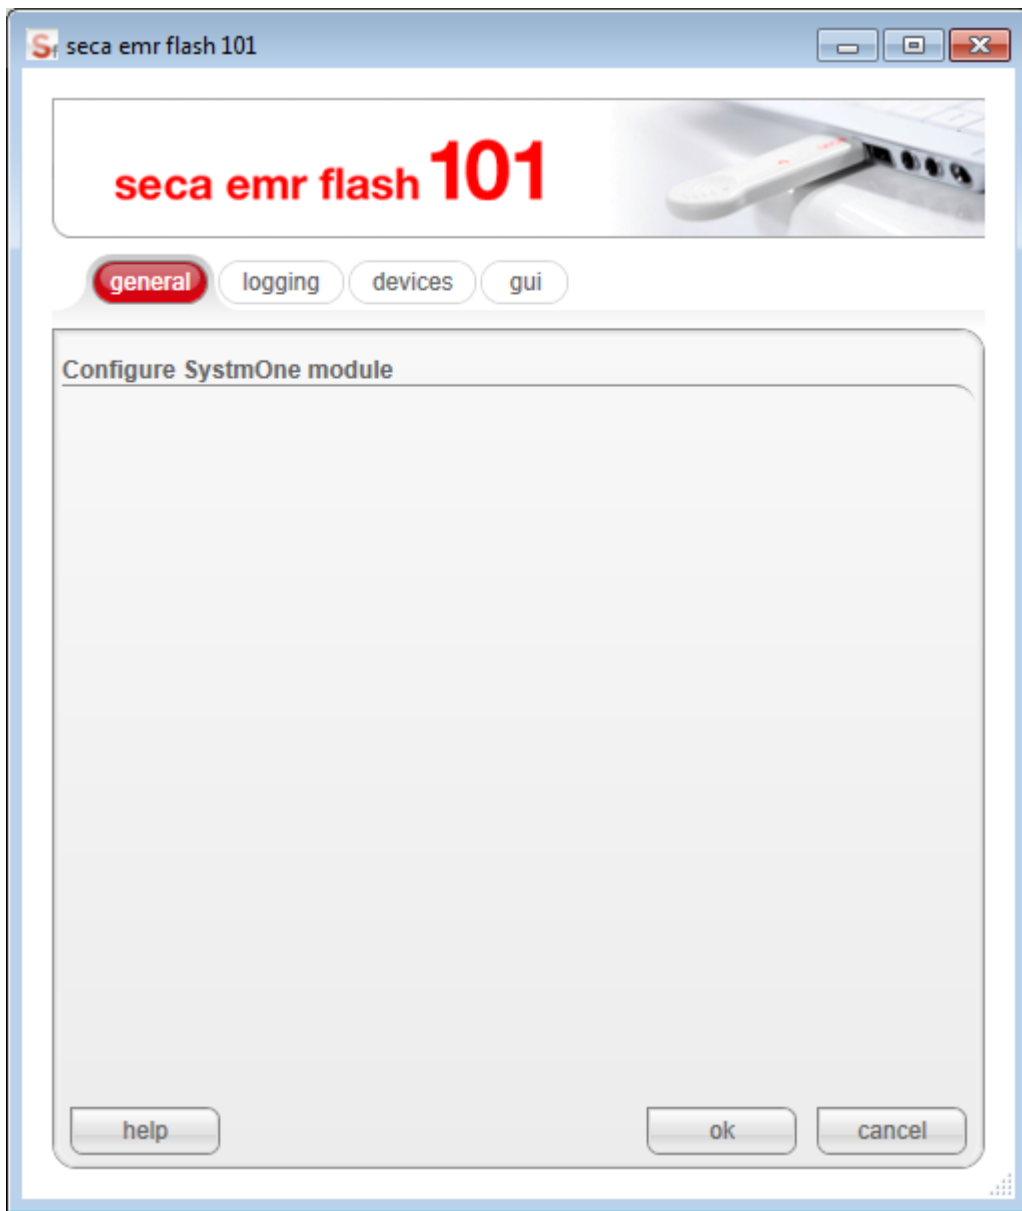 seca emr flash 101
seca emr flash 101
general logging devices gui
Configure SystmOne module
help ok cancel